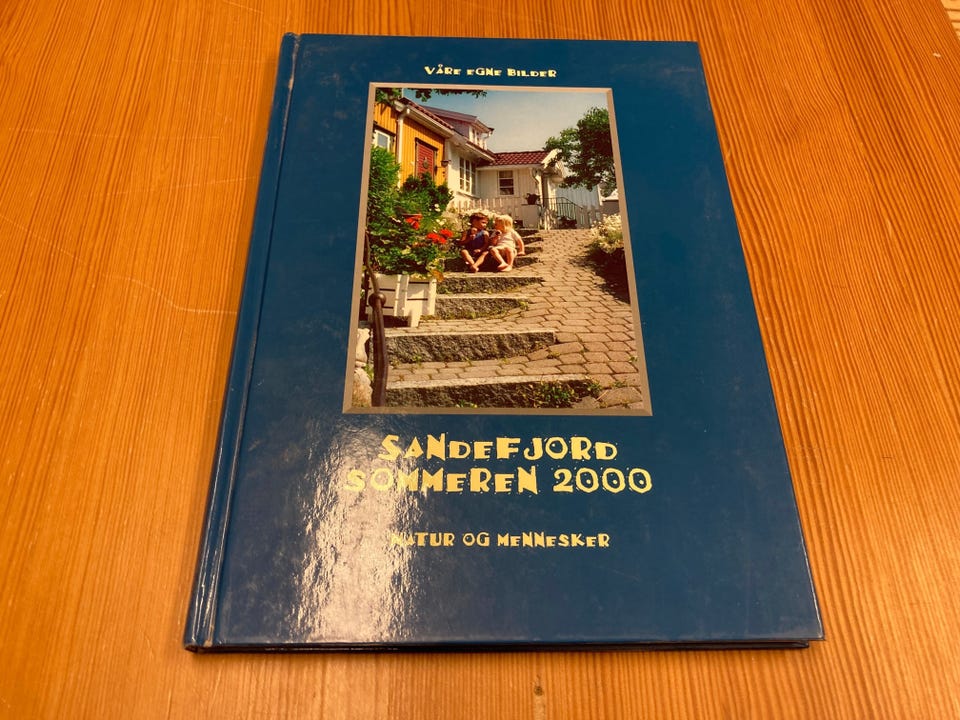 VÅRE EGNE BILDER
SANDEFJORD
SOMMEREN 2000
NATUR OG MENNESKER